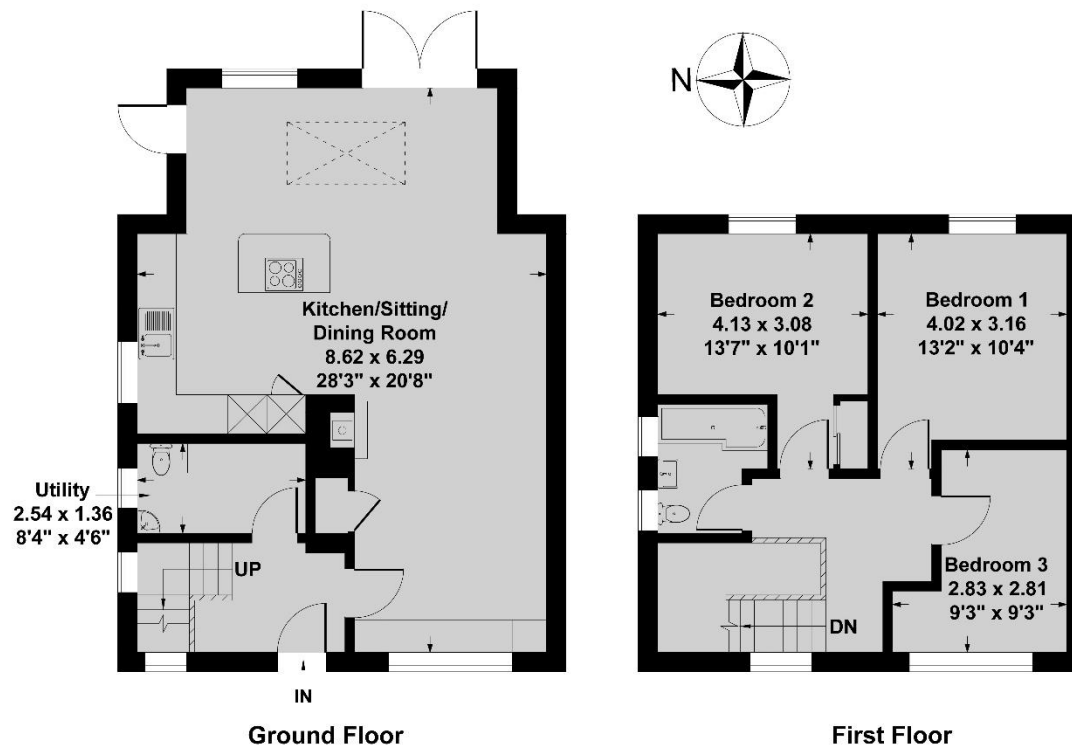 N
Kitchen/Sitting/
Dining Room
8.62 x 6.29
28'3" x 20'8"
Utility
2.54 x 1.36
8'4" x 4'6"
UP
IN
Ground Floor
Bedroom 2
4.13 x 3.08
13'7" x 10'1"
Bedroom 1
4.02 x 3.16
13'2" x 10'4"
Bedroom 3
2.83 x 2.81
9'3" x 9'3"
DN
First Floor